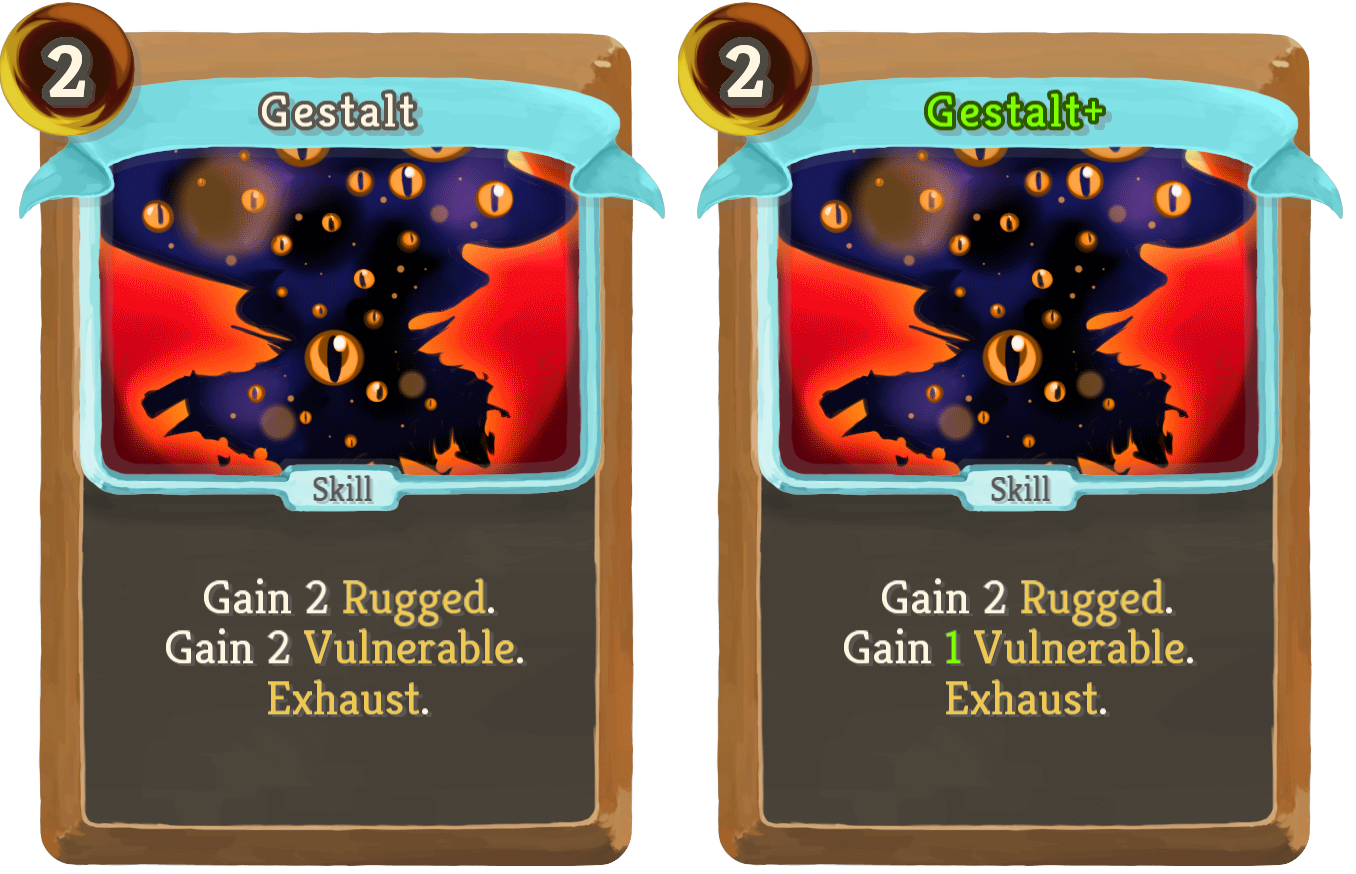 2
Gestalt
Skill
Gain 2 Rugged.
Gain 2 Vulnerable.
Exhaust.
2
Gestalt+
Skill
Gain 2 Rugged.
Gain 1 Vulnerable.
Exhaust.